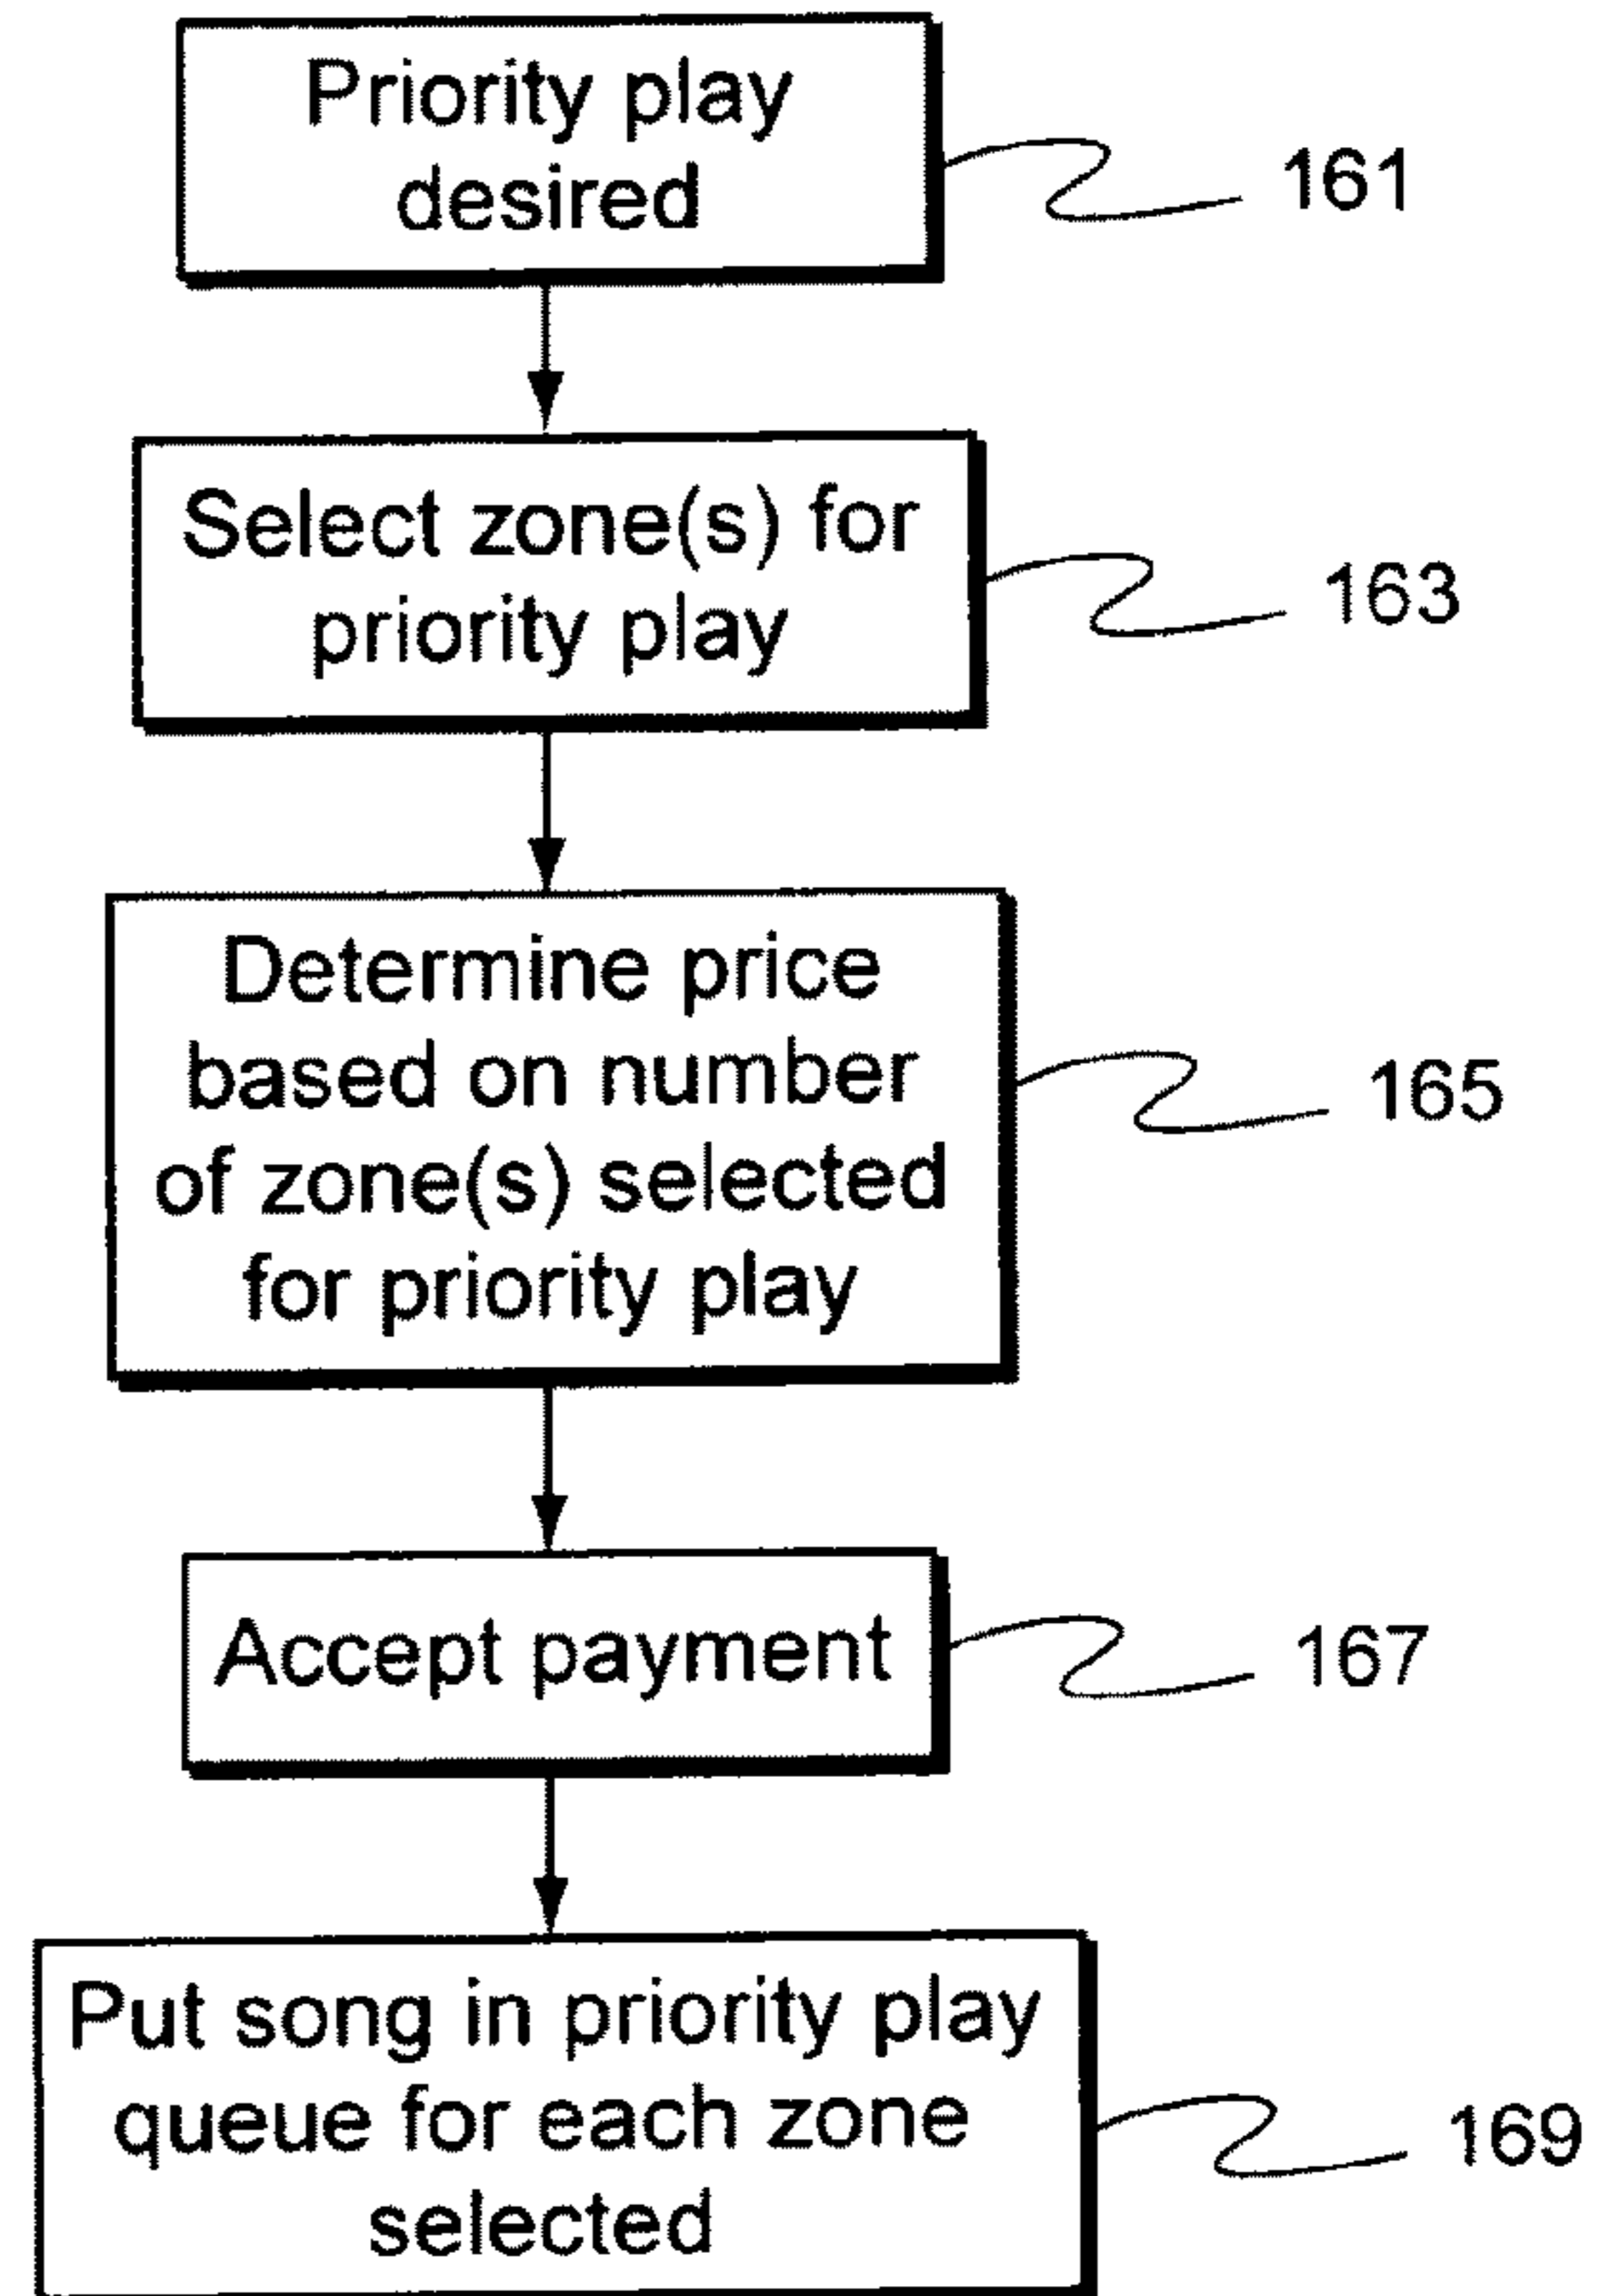 Priority play
desired
161
Select zone(s) for
priority play
163
Determine price
based on number
of zone(s) selected
for priority play
165
Accept payment
167
Put song in priority play
queue for each zone
selected
169